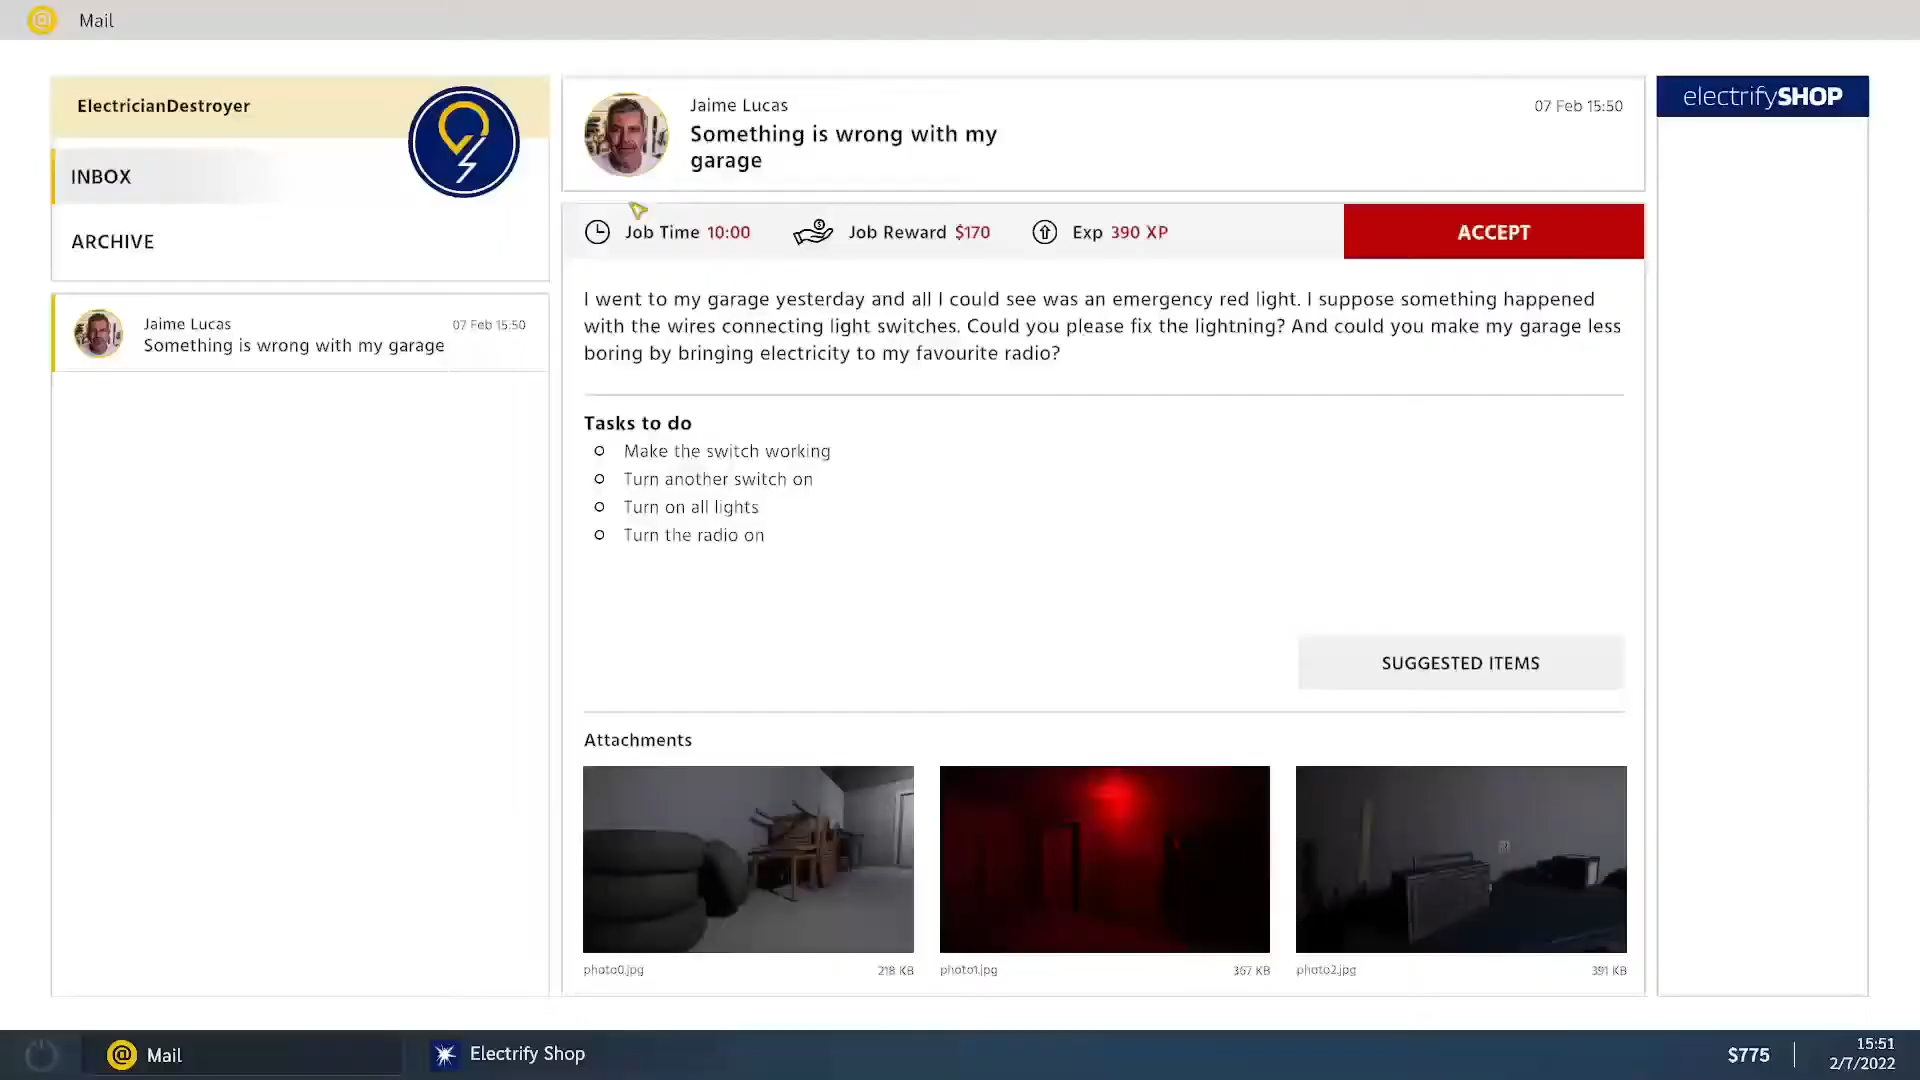 Mail
ElectricianDestroyer
INBOX
ARCHIVE
Jaime Lucas
07 Feb 15:50
Something is wrong with my garage
Jaime Lucas
07 Feb 15:50
Something is wrong with my
garage
Job Time 10:00
Job Reward $170
Exp 390 XP
ACCEPT
I went to my garage yesterday and all I could see was an emergency red light. I suppose something happened
with the wires connecting light switches. Could you please fix the lightning? And could you make my garage less
boring by bringing electricity to my favourite radio?
Tasks to do
Make the switch working
Turn another switch on
Turn on all lights
Turn the radio on
SUGGESTED ITEMS
Attachments
photo0.jpg
218 KB
photo1.jpg
367 KB
photo2.jpg
391 KB
electrifySHOP
Mail
Electrify Shop
$775
15:51
2/7/2022